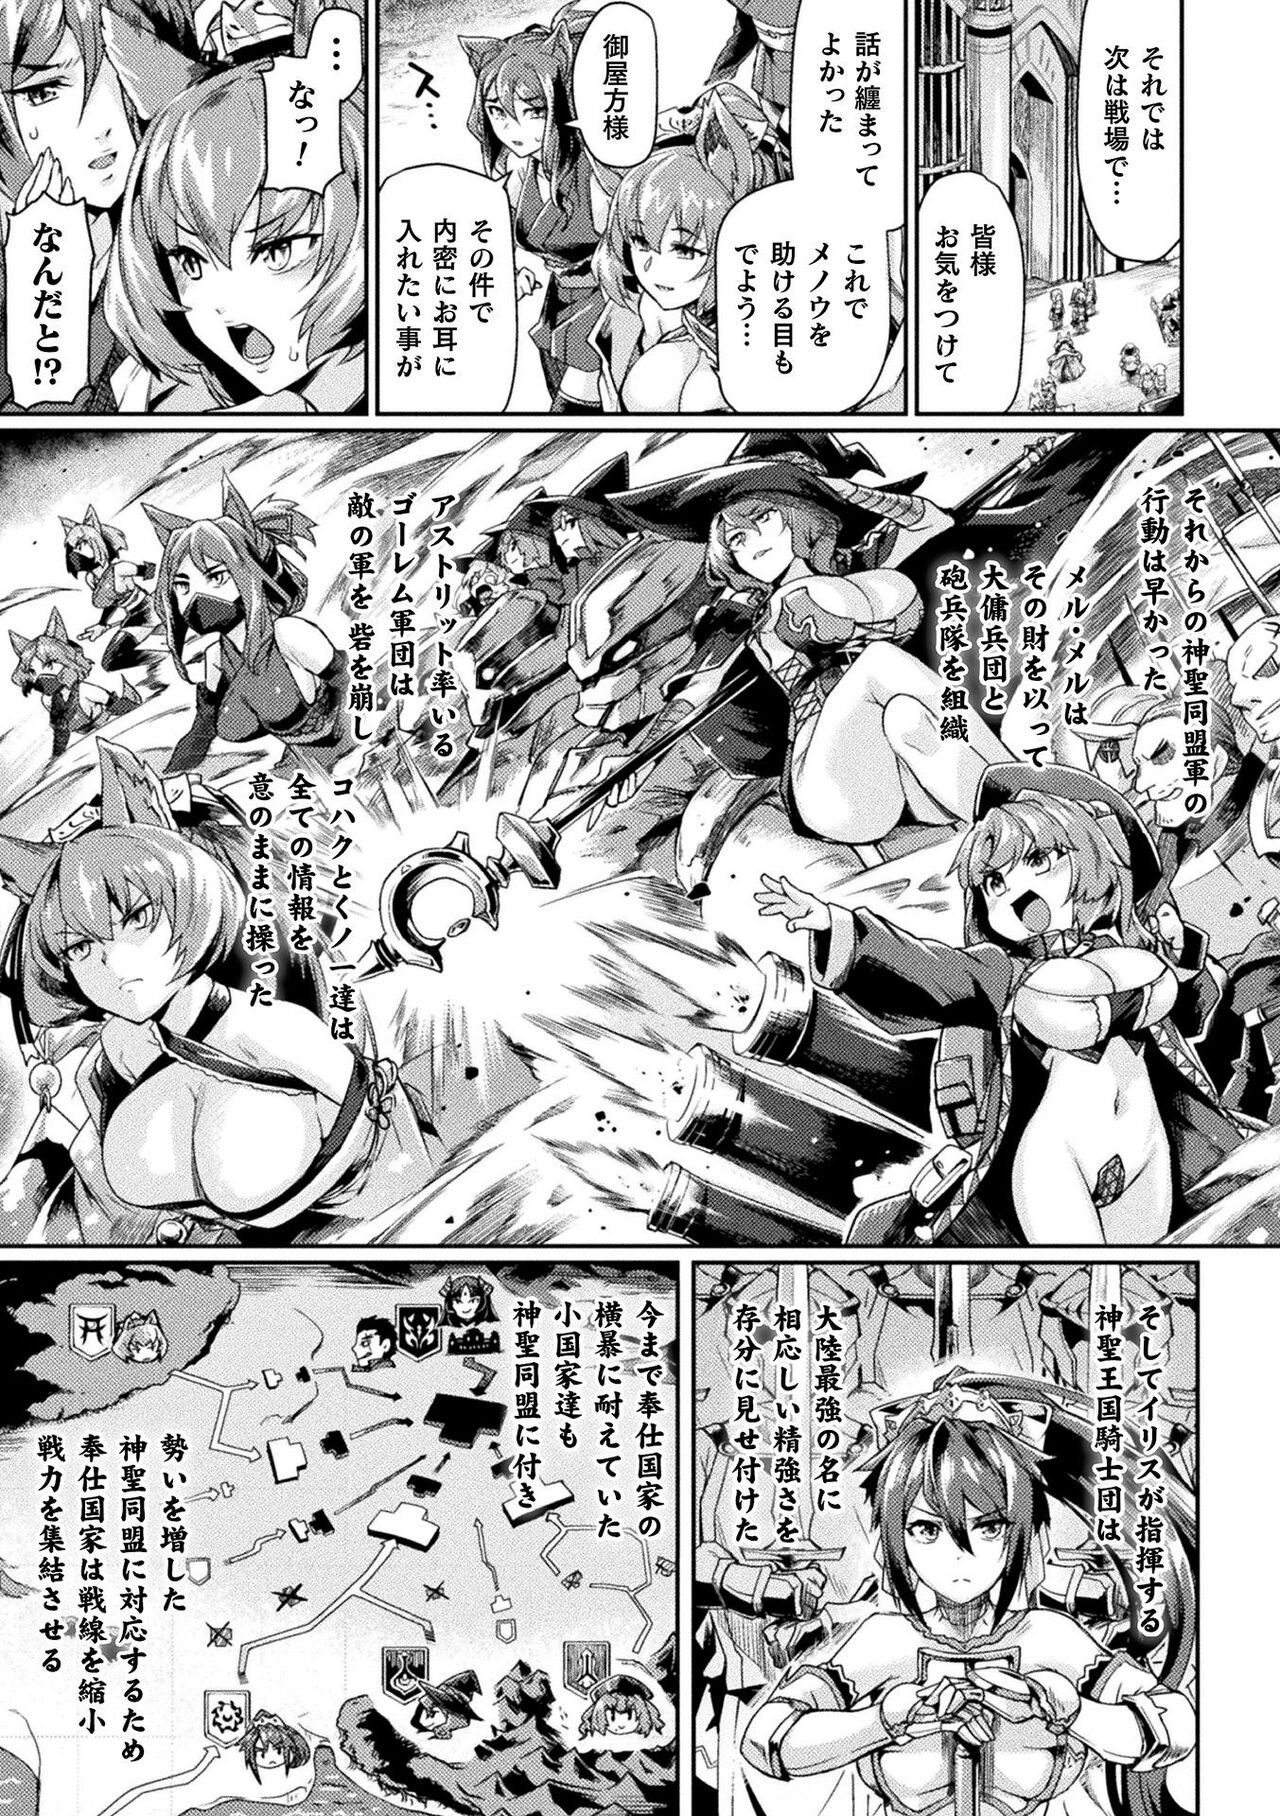 それでは
次は戦場で…
皆様
お気をつけて
話が纏まって
よかった
これで
メノウを
助ける目も
でよう…
御屋方様
ス…
その件で
内密にお耳に
入れたい事が
…
なっ!
なんだと!?
それからの神聖同盟軍の
行動は早かった
メル・メルは
その財を以って
大傭兵団と
砲兵隊を組織
アストリット率いる
ゴーレム軍団は
敵の軍を 砦を崩し
コハクとくノ一達は
全ての情報を
意のままに操った
そしてイリスが指揮する
神聖王国騎士団は
大陸最強の名に
相応しい精強さを
存分に見せ付けた
今まで奉仕国家の
横暴に耐えていた
小国家達も
神聖同盟に付き
勢いを増した
神聖同盟に対応するため
奉仕国家は戦線を縮小
戦力を集結させる